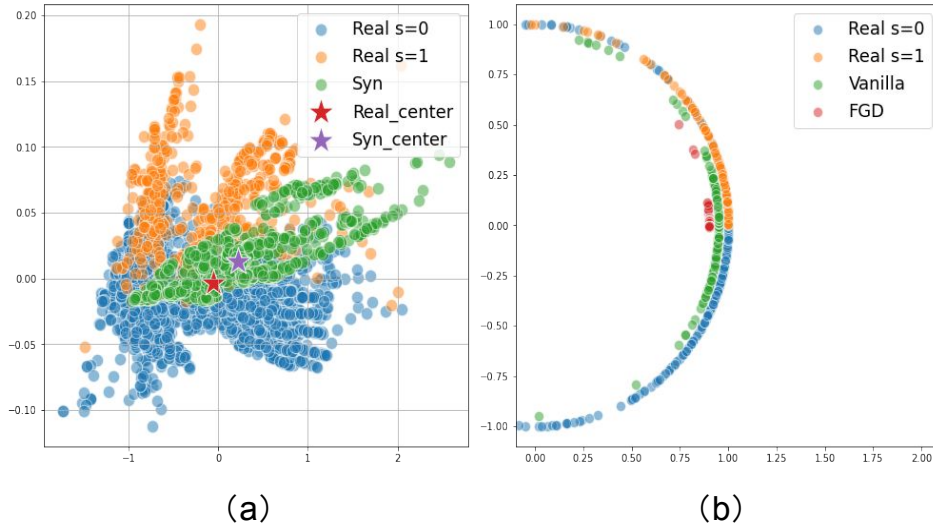 Real s=0
Real s=1
Syn
Real_center
Syn_center
0.20
0.15
0.10
0.05
0.00
−0.05
−0.10
−1
0
1
2
(a)
Real s=0
Real s=1
Vanilla
FGD
1.00
0.75
0.50
0.25
0.00
−0.25
−0.50
−0.75
−1.00
0.00
0.25
0.50
0.75
1.00
1.25
1.50
1.75
2.00
(b)